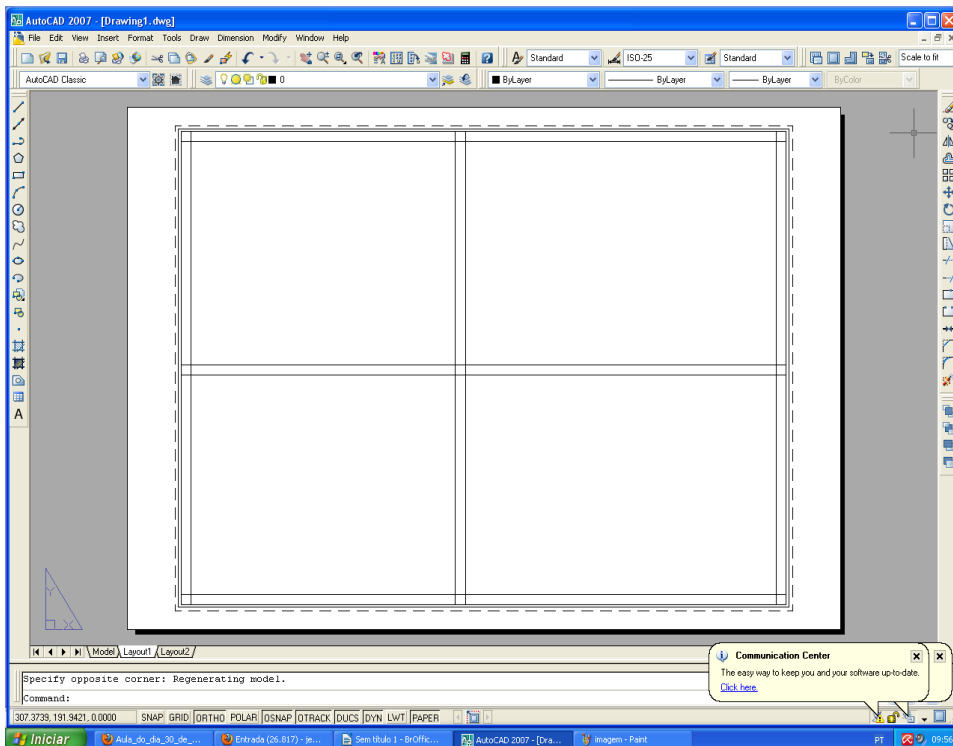 AutoCAD 2007 - [Drawing1.dwg]
File Edit View Insert Format Tools Draw Dimension Modify Window Help
Standard ISO-25 Standard Scale to fit
AutoCAD Classic 0 ByLayer ByLayer ByLayer ByColor
A
Y
X
Model Layout1 Layout2
Communication Center
The easy way to keep you and your software up-to-date.
Click here.
Specify opposite corner: Regenerating model.
Command:
307.3739, 191.9421, 0.0000 SNAP GRID ORTHO POLAR OSNAP OTRACK DUCS DYN LWT PAPER
Iniciar Aula_do_dia_30_de_... Entrada (26.817) - je... Sem título 1 - BrOffic... AutoCAD 2007 - [Dra... imagem - Paint PT 09:56